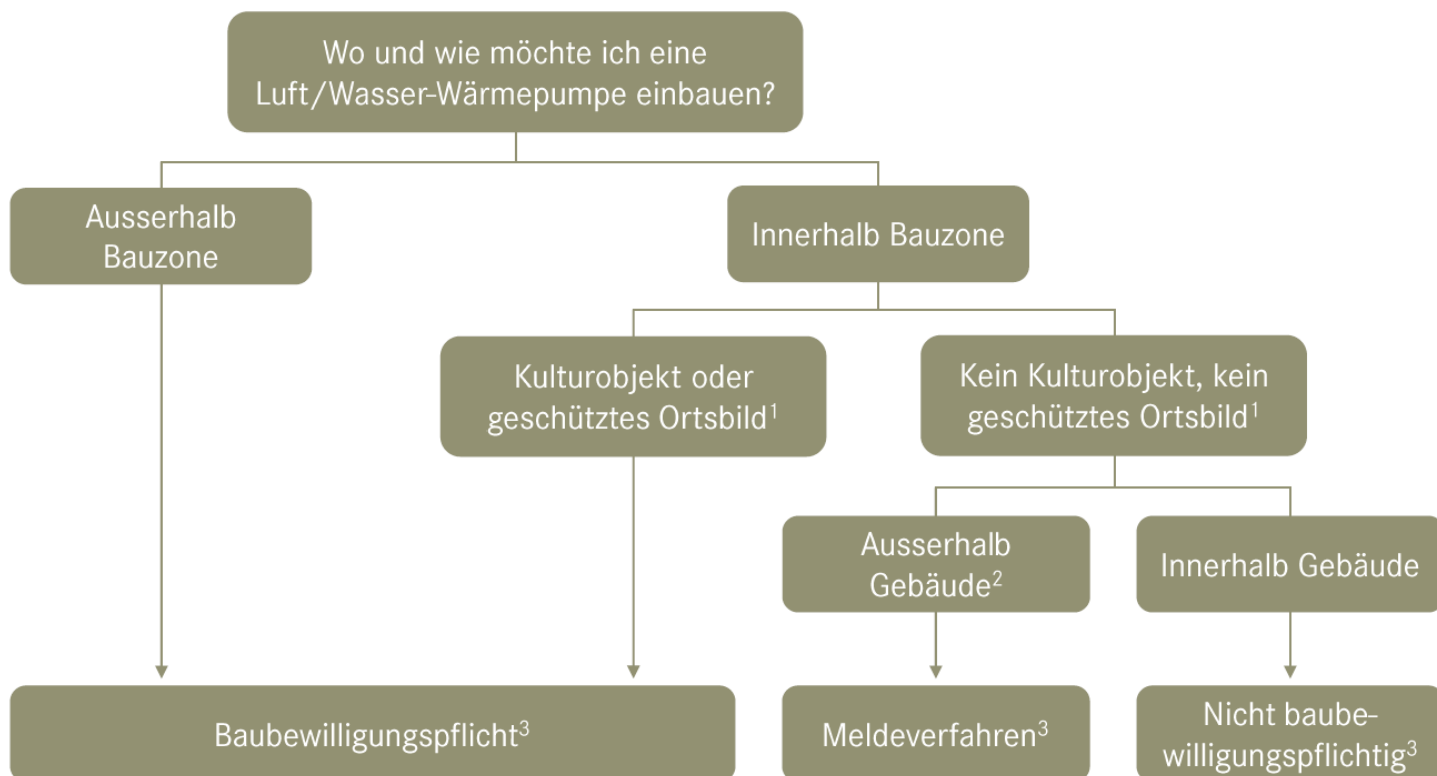 Wo und wie möchte ich eine
Luft/Wasser-Wärmepumpe einbauen?
Ausserhalb
Bauzone
Innerhalb Bauzone
Kulturobjekt oder
geschütztes Ortsbild¹
Kein Kulturobjekt, kein
geschütztes Ortsbild¹
Ausserhalb
Gebäude²
Innerhalb Gebäude
Baubewilligungspflicht³
Meldeverfahren³
Nicht baube-
willigungspflichtig³